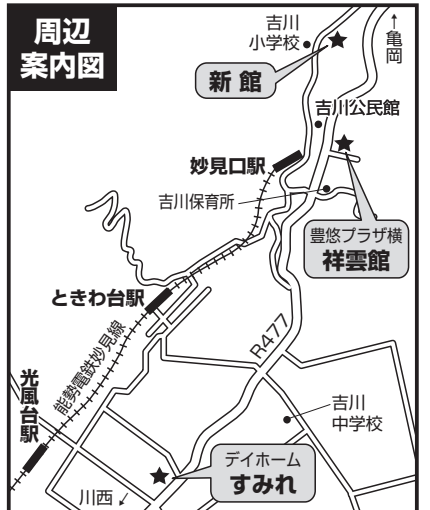 周辺
案内図
吉川
小学校
↑
亀岡
新館
吉川公民館
妙見口駅
吉川保育所
豊悠プラザ横
祥雲館
ときわ台駅
能勢電鉄妙見線
R477
光風台駅
吉川
中学校
デイホーム
すみれ
川西↙